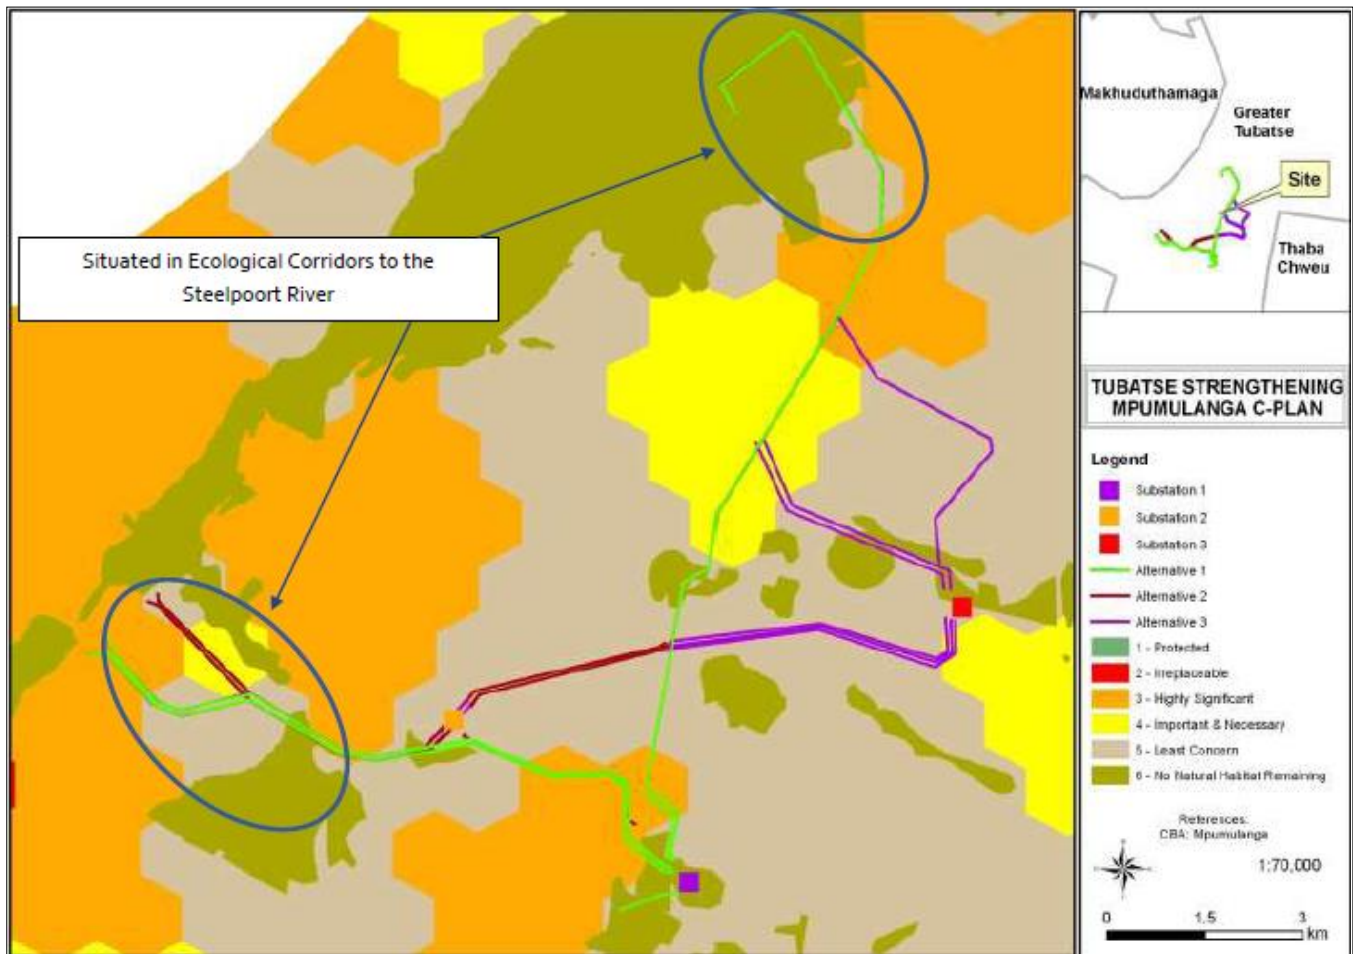 Situated in Ecological Corridors to the
Steelpoort River
Makhuduthamaga
Greater
Tubatse
Site
Thaba
Chweu
TUBATSE STRENGTHENING
MPUMULANGA C-PLAN
Legend
Substation 1
Substation 2
Substation 3
Alternative 1
Alternative 2
Alternative 3
1 - Protected
2 - Irreplaceable
3 - Highly Significant
4 - Important & Necessary
5 - Least Concern
6 - No Natural Habitat Remaining
References:
CBA: Mpumulanga
1:70,000
0 1.5 3
km